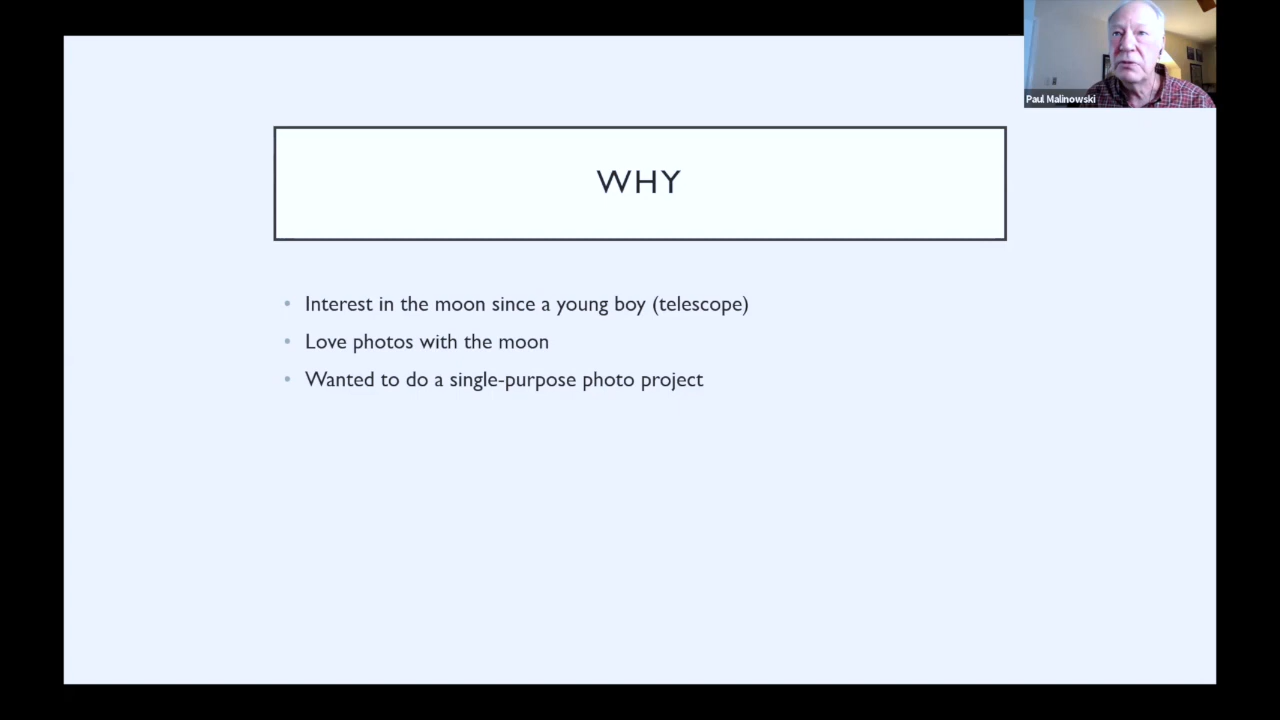 Paul Malinowski
WHY
• Interest in the moon since a young boy (telescope)
• Love photos with the moon
• Wanted to do a single-purpose photo project